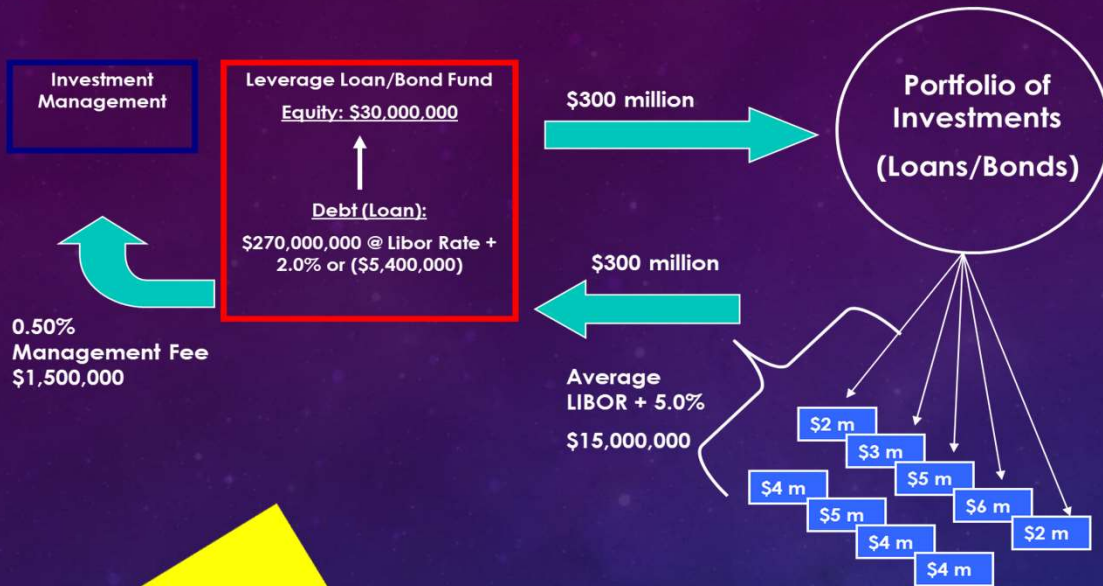 Investment
Management
Leverage Loan/Bond Fund
Equity: $30,000,000
Debt (Loan):
$270,000,000 @ Libor Rate +
2.0% or ($5,400,000)
$300 million
Portfolio of
Investments
(Loans/Bonds)
0.50%
Management Fee
$1,500,000
$300 million
Average
LIBOR + 5.0%
$15,000,000
$2 m
$3 m
$5 m
$6 m
$2 m
$4 m
$5 m
$4 m
$4 m